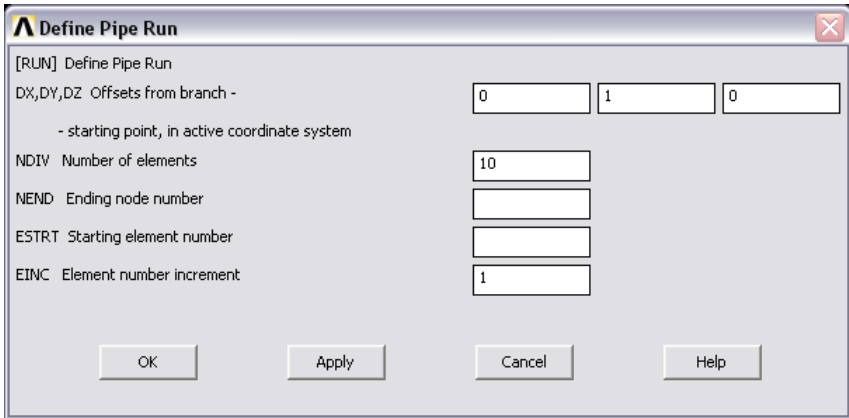 Define Pipe Run
[RUN] Define Pipe Run
DX,DY,DZ Offsets from branch - 0 1 0
- starting point, in active coordinate system
NDIV Number of elements 10
NEND Ending node number
ESTRT Starting element number
EINC Element number increment 1
OK Apply Cancel Help